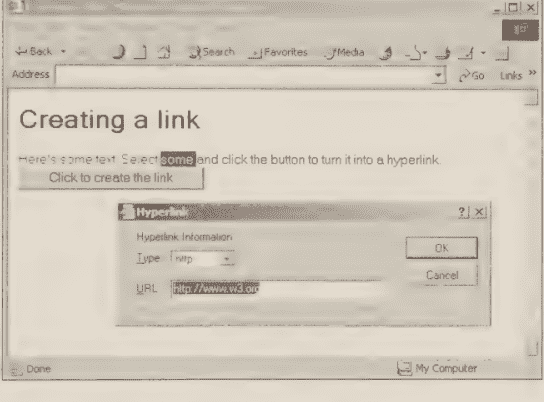 Back Search Favorites Media
Address Go Links »
Creating a link
Here's some text. Select some and click the button to turn it into a hyperlink.
Click to create the link
Hyperlink ? X
Hyperlink Information
Type: http:
OK
Cancel
URL: http://www.w3.org
Done My Computer